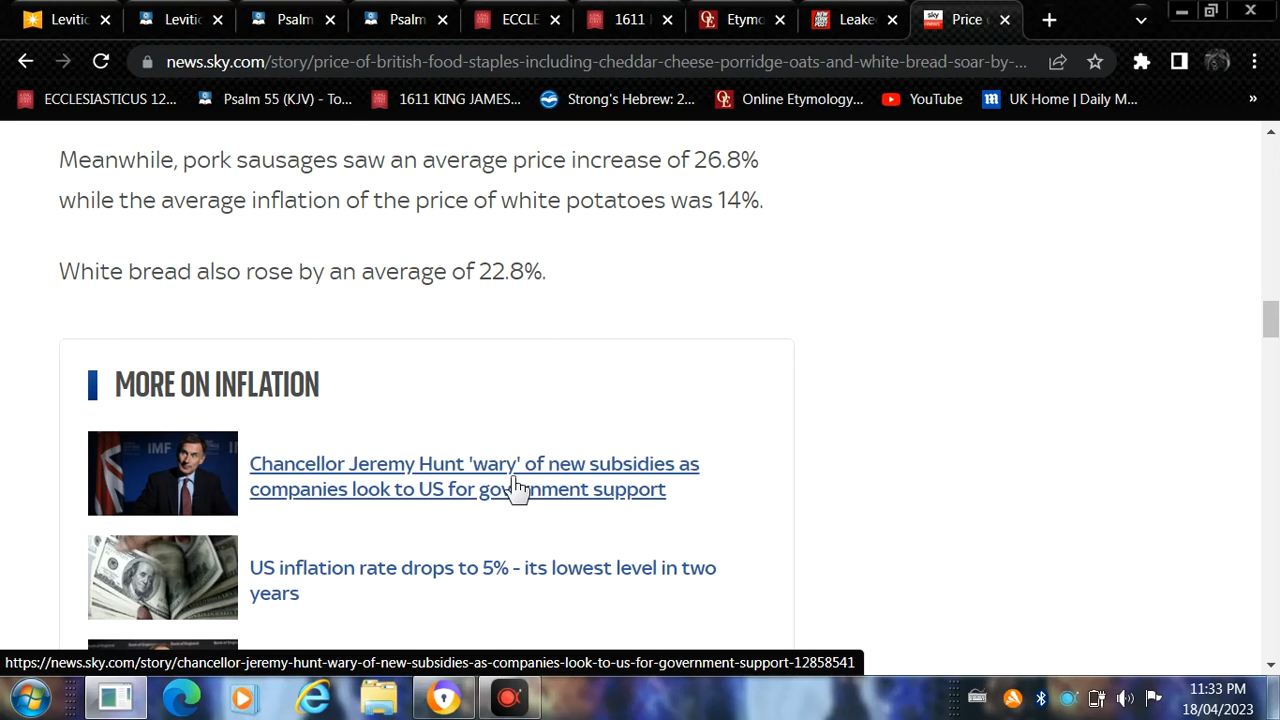 Leviti
Leviti
Psalm
Psalm
ECCLE
1611
Etym
Leake
Price
news.sky.com/story/price-of-british-food-staples-including-cheddar-cheese-porridge-oats-and-white-bread-soar-by-...
ECCLESIASTICUS 12...
Psalm 55 (KJV) - To...
1611 KING JAMES...
Strong's Hebrew: 2...
Online Etymology...
YouTube
UK Home | Daily M...
Meanwhile, pork sausages saw an average price increase of 26.8%
while the average inflation of the price of white potatoes was 14%.
White bread also rose by an average of 22.8%.
MORE ON INFLATION
IMF
Chancellor Jeremy Hunt 'wary' of new subsidies as
companies look to US for government support
US inflation rate drops to 5% - its lowest level in two
years
https://news.sky.com/story/chancellor-jeremy-hunt-wary-of-new-subsidies-as-companies-look-to-us-for-government-support-12858541
11:33 PM
18/04/2023